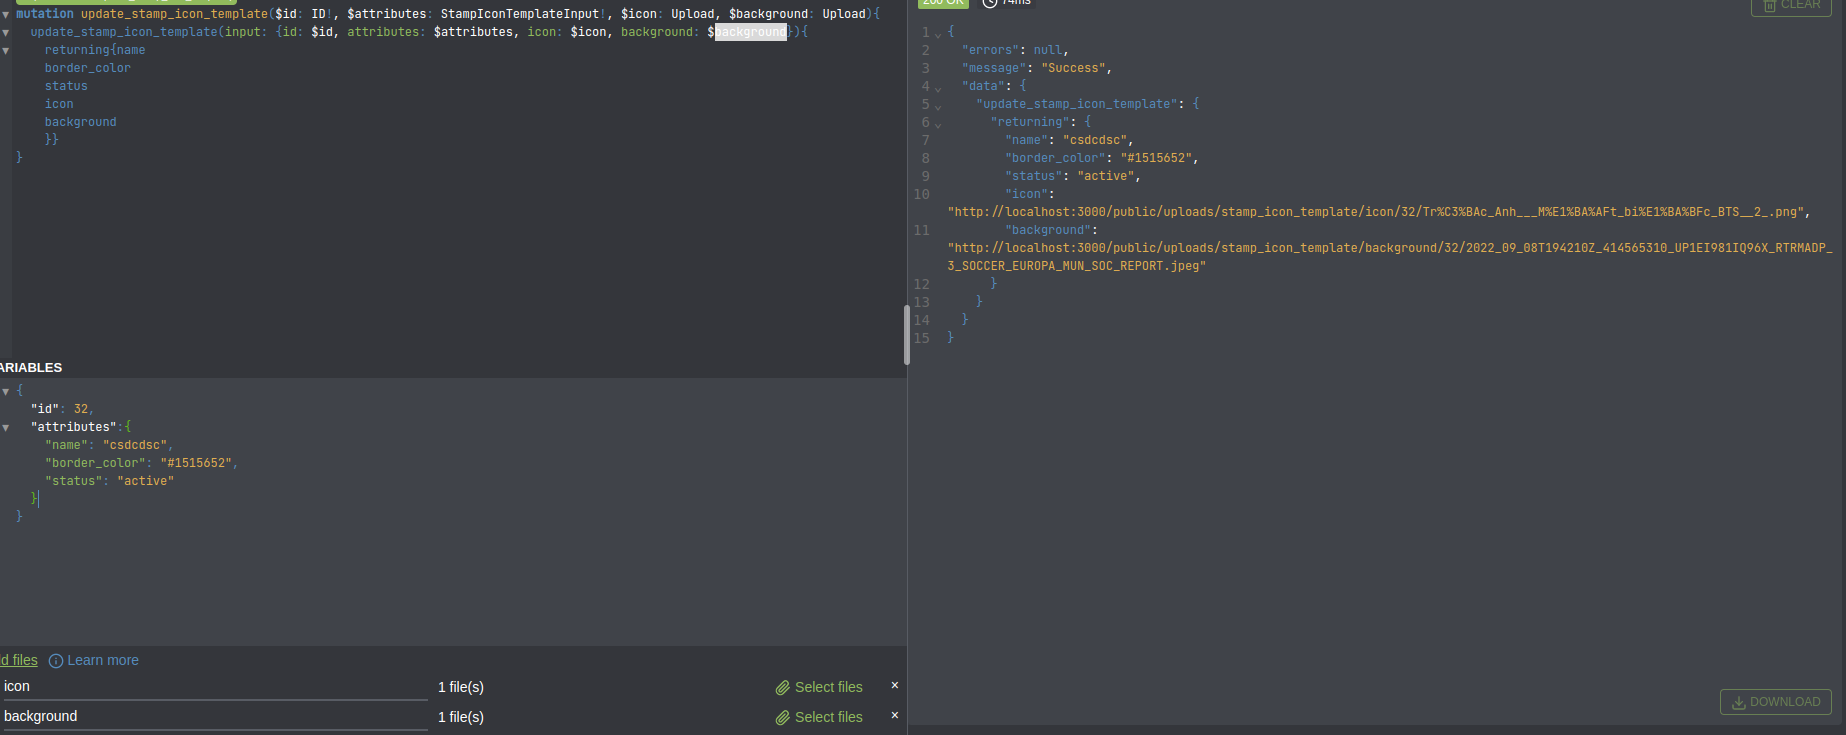 mutation update_stamp_icon_template($id: ID!, $attributes: StampIconTemplateInput!, $icon: Upload, $background: Upload){
update_stamp_icon_template(input: {id: $id, attributes: $attributes, icon: $icon, background: $background}){
returning{name
border_color
status
icon
background
}}
}
ARIABLES
{
"id": 32,
"attributes":{
"name": "csdcdsc",
"border_color": "#1515652",
"status": "active"
}
}
d files Learn more
icon 1 file(s) Select files ×
background 1 file(s) Select files ×
200 OK 74ms CLEAR
1 {
2 "errors": null,
3 "message": "Success",
4 "data": {
5 "update_stamp_icon_template": {
6 "returning": {
7 "name": "csdcdsc",
8 "border_color": "#1515652",
9 "status": "active",
10 "icon":
"http://localhost:3000/public/uploads/stamp_icon_template/icon/32/Tr%C3%BAc_Anh___M%E1%BA%AFt_bi%E1%BA%BFc_BTS__2_.png",
11 "background":
"http://localhost:3000/public/uploads/stamp_icon_template/background/32/2022_09_08T194210Z_414565310_UP1EI981IQ96X_RTRMADP_
3_SOCCER_EUROPA_MUN_SOC_REPORT.jpeg"
12 }
13 }
14 }
15 }
DOWNLOAD